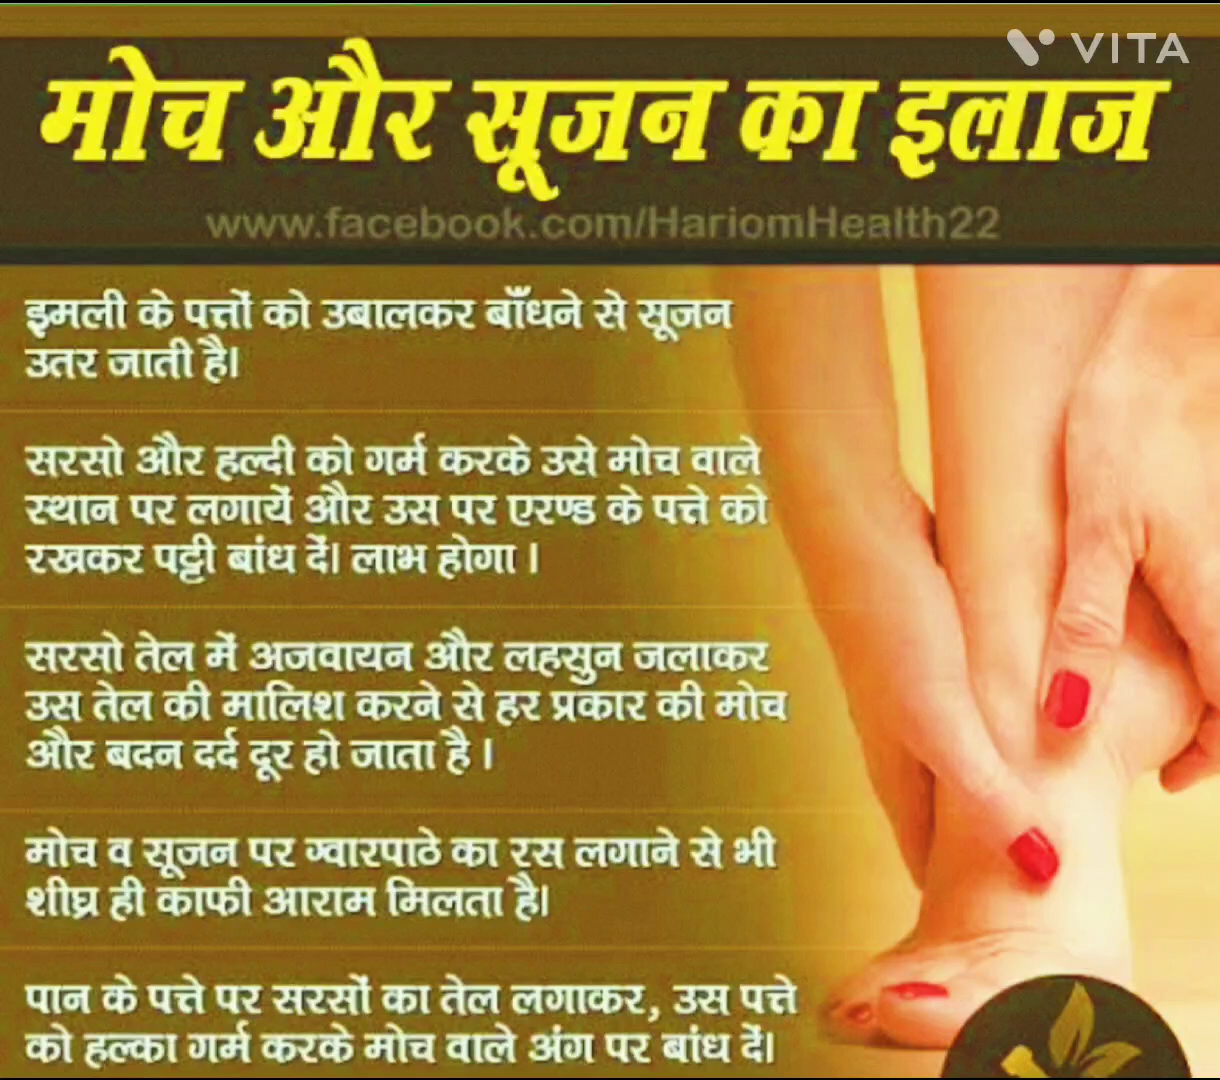 VITA
मोच और सूजन का इलाज
www.facebook.com/HariomHealth22
इमली के पत्तों को उबालकर बाँधने से सूजन
उतर जाती है।
सरसो और हल्दी को गर्म करके उसे मोच वाले
स्थान पर लगायें और उस पर एरण्ड के पत्ते को
रखकर पट्टी बांध दें। लाभ होगा ।
सरसो तेल में अजवायन और लहसुन जलाकर
उस तेल की मालिश करने से हर प्रकार की मोच
और बदन दर्द दूर हो जाता है ।
मोच व सूजन पर ग्वारपाठे का रस लगाने से भी
शीघ्र ही काफी आराम मिलता है।
पान के पत्ते पर सरसों का तेल लगाकर, उस पत्ते
को हल्का गर्म करके मोच वाले अंग पर बांध दें।